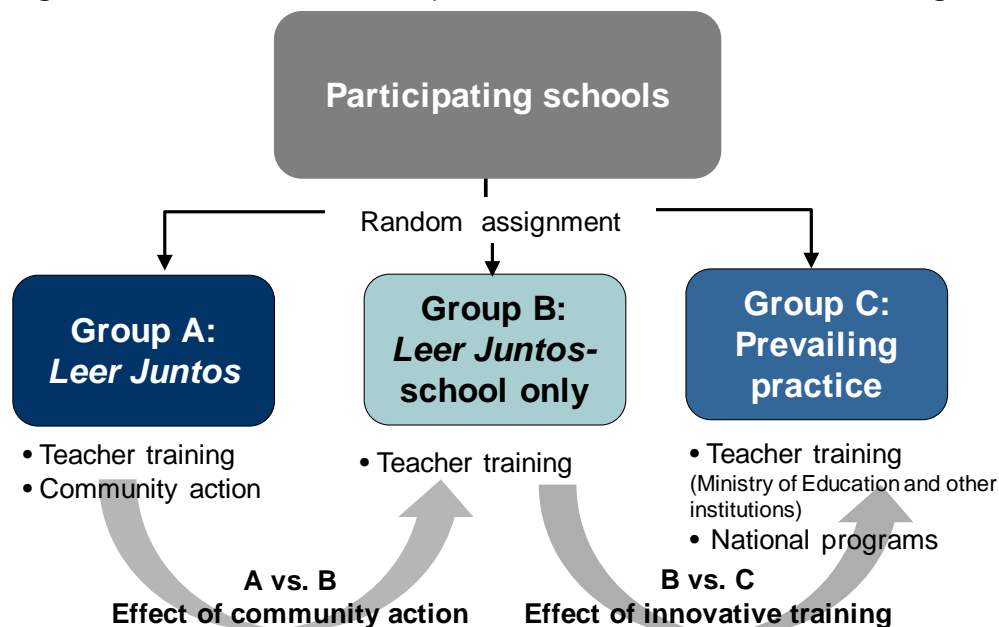 Participating schools
Random assignment
Group A:
Leer Juntos
Group B:
Leer Juntos-
school only
Group C:
Prevailing
practice
• Teacher training
• Community action
• Teacher training
• Teacher training
(Ministry of Education and other
institutions)
• National programs
A vs. B
Effect of community action
B vs. C
Effect of innovative training